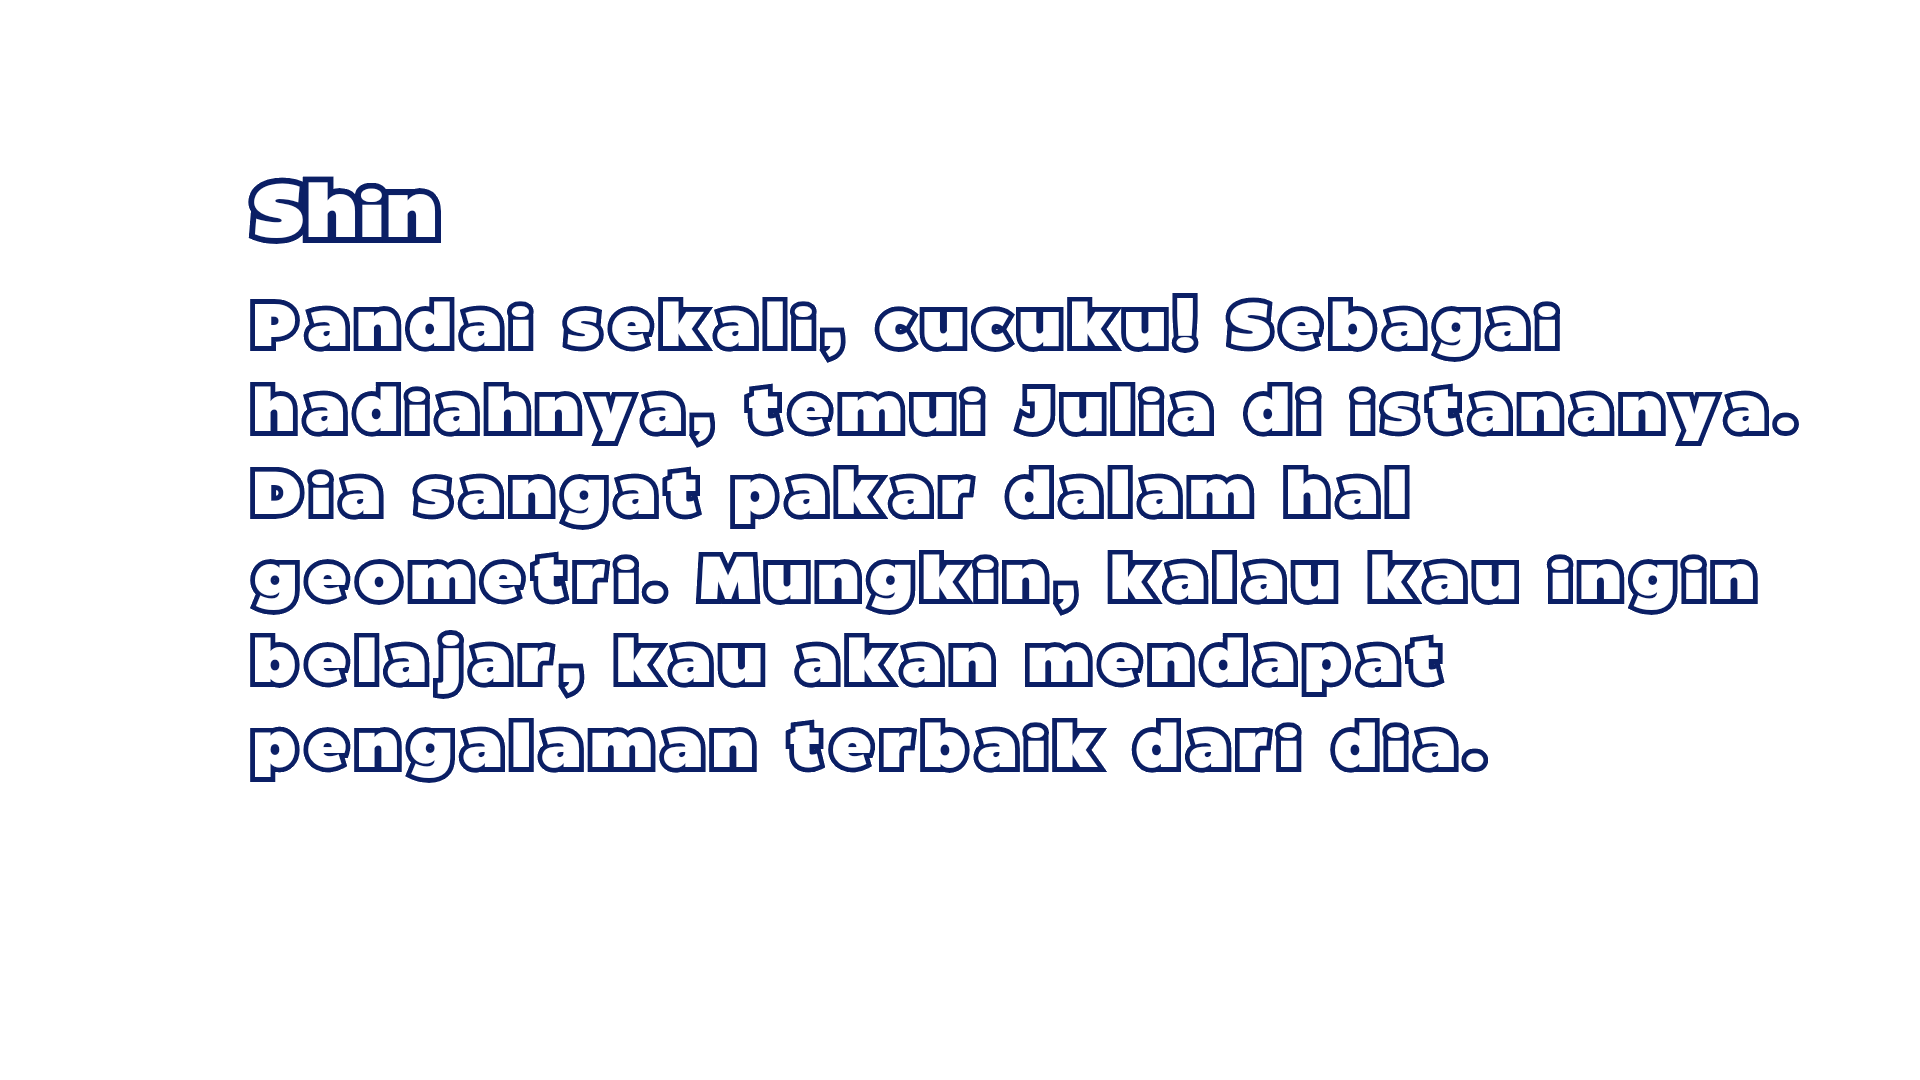 Shin
Pandai sekali, cucuku! Sebagai
hadiahnya, temui Julia di istananya.
Dia sangat pakar dalam hal
geometri. Mungkin, kalau kau ingin
belajar, kau akan mendapat
pengalaman terbaik dari dia.